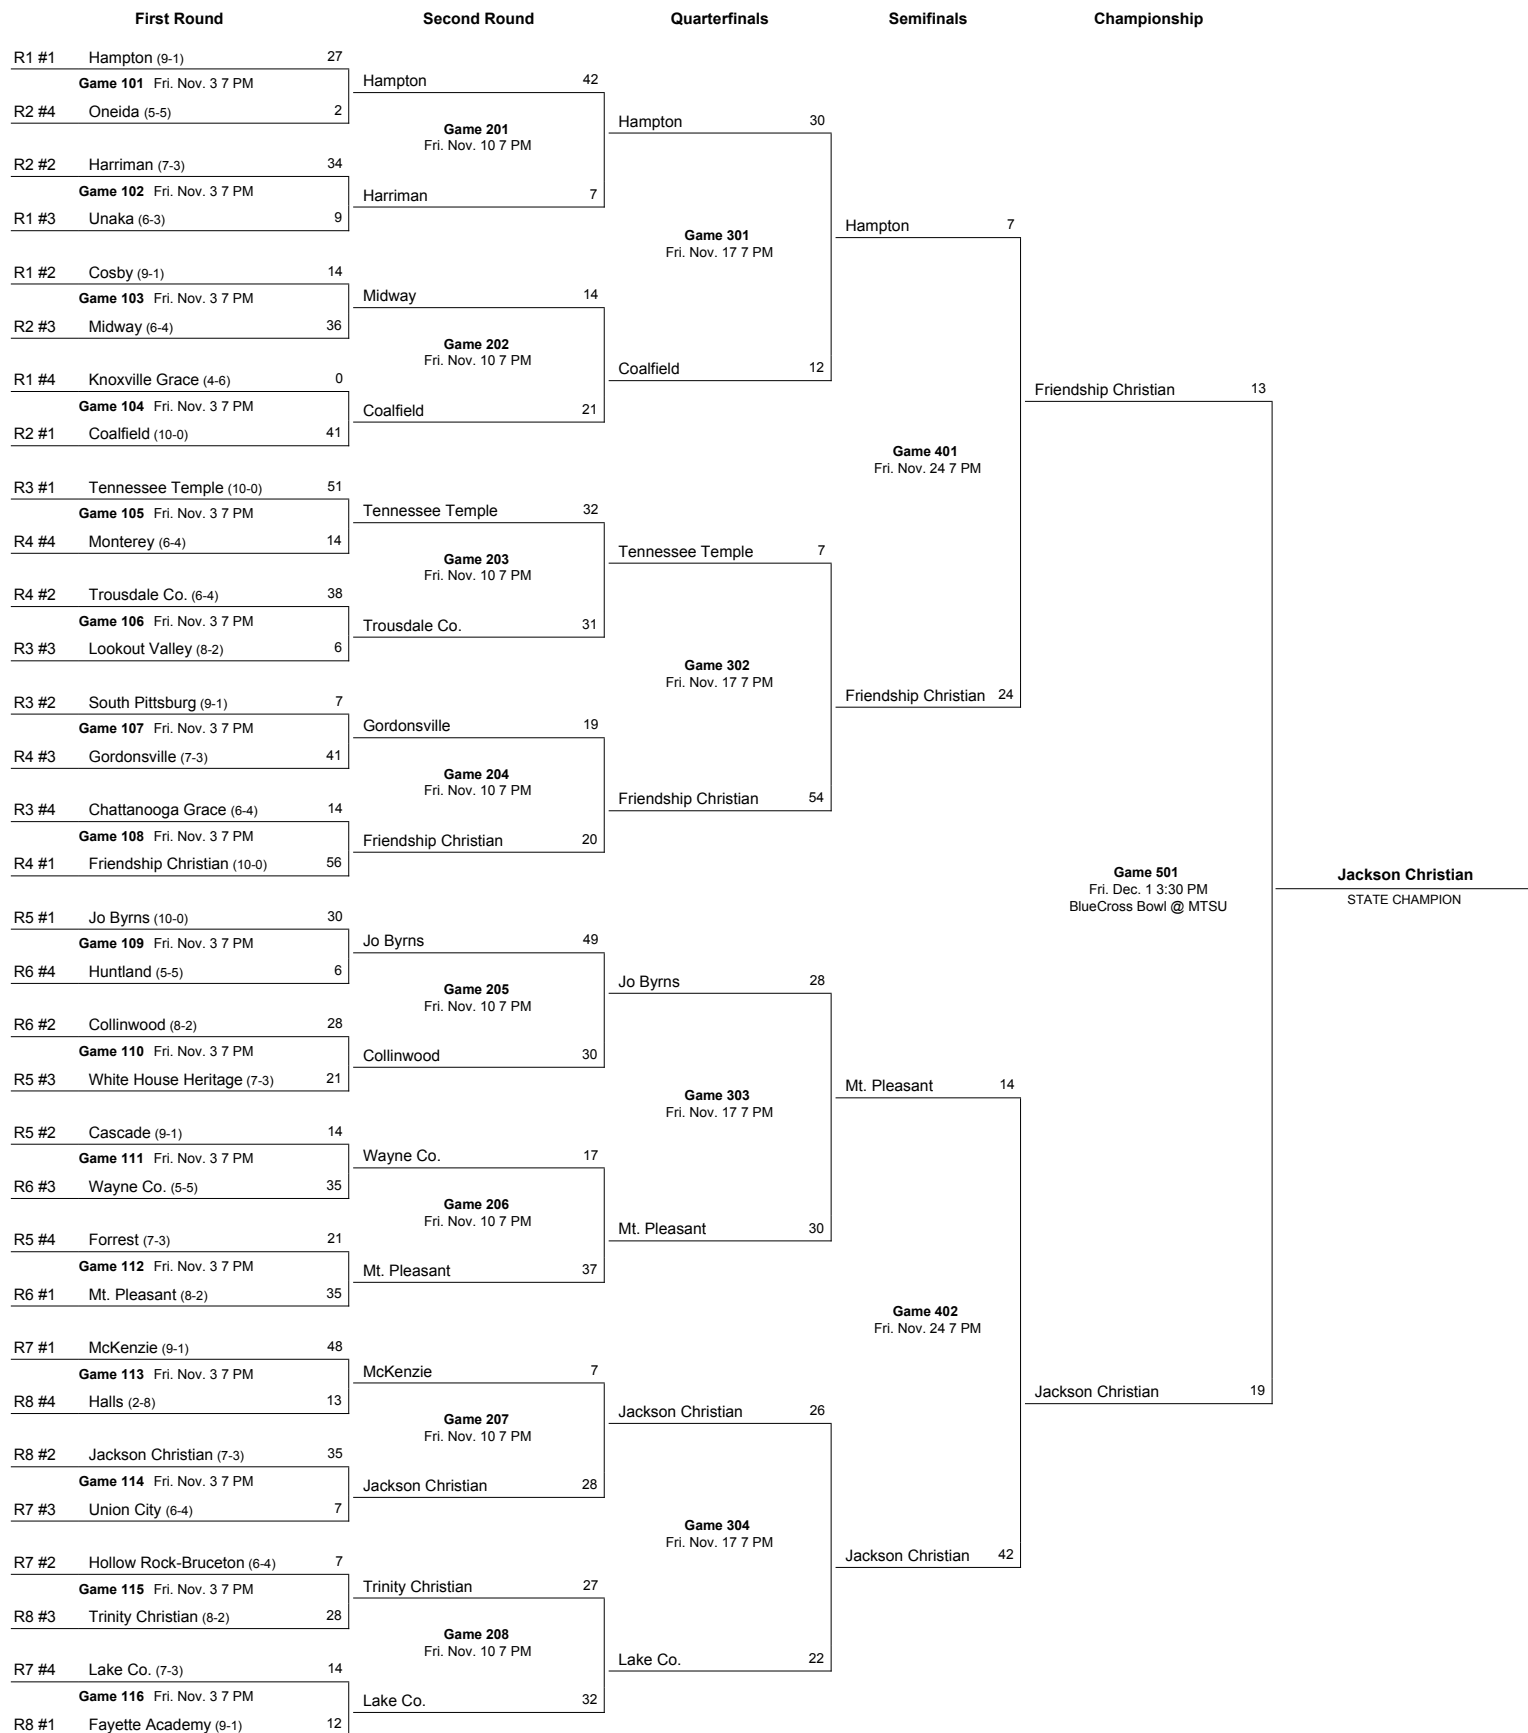 First Round Second Round Quarterfinals Semifinals Championship
R1 #1 Hampton (9-1) 27
Game 101 Fri. Nov. 3 7 PM
R2 #4 Oneida (5-5) 2
R2 #2 Harriman (7-3) 34
Game 102 Fri. Nov. 3 7 PM
R1 #3 Unaka (6-3) 9
R1 #2 Cosby (9-1) 14
Game 103 Fri. Nov. 3 7 PM
R2 #3 Midway (6-4) 36
R1 #4 Knoxville Grace (4-6) 0
Game 104 Fri. Nov. 3 7 PM
R2 #1 Coalfield (10-0) 41
R3 #1 Tennessee Temple (10-0) 51
Game 105 Fri. Nov. 3 7 PM
R4 #4 Monterey (6-4) 14
R4 #2 Trousdale Co. (6-4) 38
Game 106 Fri. Nov. 3 7 PM
R3 #3 Lookout Valley (8-2) 6
R3 #2 South Pittsburg (9-1) 7
Game 107 Fri. Nov. 3 7 PM
R4 #3 Gordonsville (7-3) 41
R3 #4 Chattanooga Grace (6-4) 14
Game 108 Fri. Nov. 3 7 PM
R4 #1 Friendship Christian (10-0) 56
R5 #1 Jo Byrns (10-0) 30
Game 109 Fri. Nov. 3 7 PM
R6 #4 Huntland (5-5) 6
R6 #2 Collinwood (8-2) 28
Game 110 Fri. Nov. 3 7 PM
R5 #3 White House Heritage (7-3) 21
R5 #2 Cascade (9-1) 14
Game 111 Fri. Nov. 3 7 PM
R6 #3 Wayne Co. (5-5) 35
R5 #4 Forrest (7-3) 21
Game 112 Fri. Nov. 3 7 PM
R6 #1 Mt. Pleasant (8-2) 35
R7 #1 McKenzie (9-1) 48
Game 113 Fri. Nov. 3 7 PM
R8 #4 Halls (2-8) 13
R8 #2 Jackson Christian (7-3) 35
Game 114 Fri. Nov. 3 7 PM
R7 #3 Union City (6-4) 7
R7 #2 Hollow Rock-Bruceton (6-4) 7
Game 115 Fri. Nov. 3 7 PM
R8 #3 Trinity Christian (8-2) 28
R7 #4 Lake Co. (7-3) 14
Game 116 Fri. Nov. 3 7 PM
R8 #1 Fayette Academy (9-1) 12
Hampton 42
Game 201
Fri. Nov. 10 7 PM
Harriman 7
Midway 14
Game 202
Fri. Nov. 10 7 PM
Coalfield 21
Tennessee Temple 32
Game 203
Fri. Nov. 10 7 PM
Trousdale Co. 31
Gordonsville 19
Game 204
Fri. Nov. 10 7 PM
Friendship Christian 20
Jo Byrns 49
Game 205
Fri. Nov. 10 7 PM
Collinwood 30
Wayne Co. 17
Game 206
Fri. Nov. 10 7 PM
Mt. Pleasant 37
McKenzie 7
Game 207
Fri. Nov. 10 7 PM
Jackson Christian 28
Trinity Christian 27
Game 208
Fri. Nov. 10 7 PM
Lake Co. 32
Hampton 30
Game 301
Fri. Nov. 17 7 PM
Coalfield 12
Tennessee Temple 7
Game 302
Fri. Nov. 17 7 PM
Friendship Christian 54
Jo Byrns 28
Game 303
Fri. Nov. 17 7 PM
Mt. Pleasant 30
Jackson Christian 26
Game 304
Fri. Nov. 17 7 PM
Lake Co. 22
Hampton 7
Game 401
Fri. Nov. 24 7 PM
Friendship Christian 24
Mt. Pleasant 14
Game 402
Fri. Nov. 24 7 PM
Jackson Christian 42
Friendship Christian 13
Game 501
Fri. Dec. 1 3:30 PM
BlueCross Bowl @ MTSU
Jackson Christian 19
Jackson Christian
STATE CHAMPION